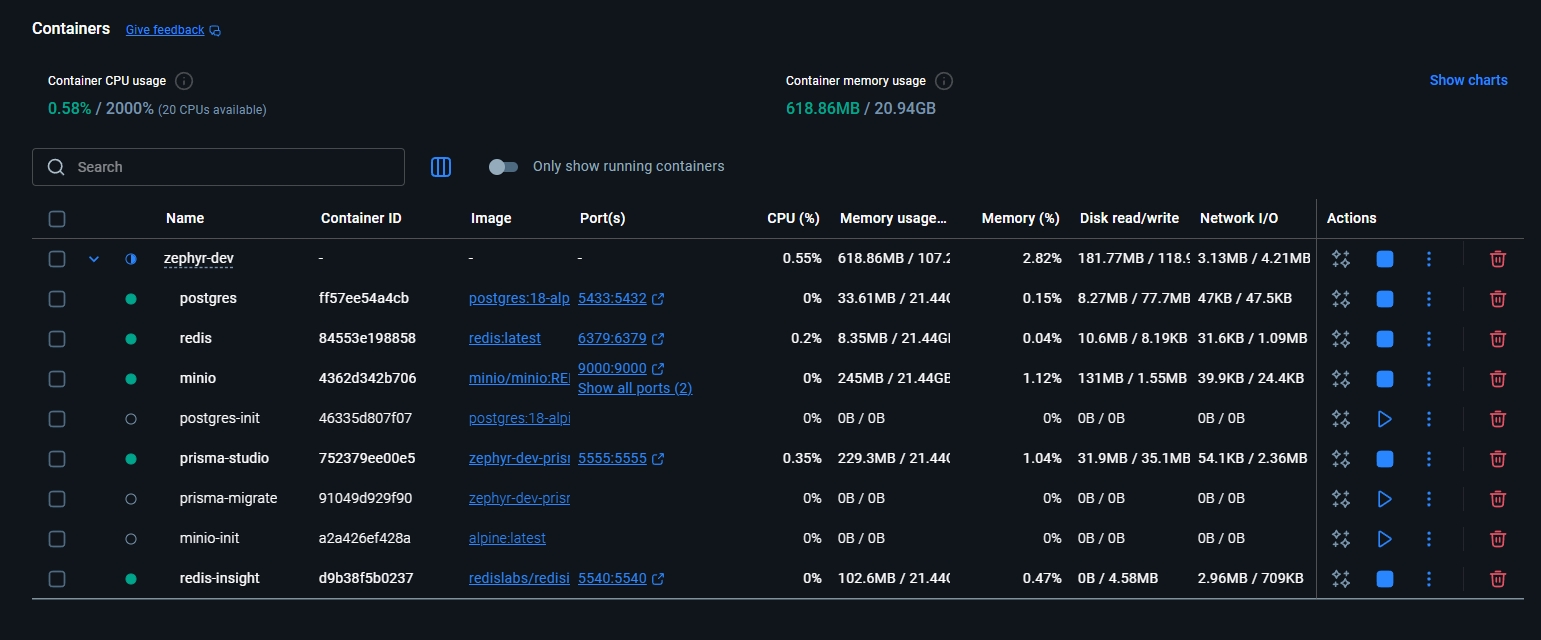 Containers Give feedback
Container CPU usage Container memory usage Show charts
0.58% / 2000% (20 CPUs available) 618.86MB / 20.94GB
Search Only show running containers
Name Container ID Image Port(s) CPU (%) Memory usage... Memory (%) Disk read/write Network I/O Actions
zephyr-dev - - - 0.55% 618.86MB / 107.2 2.82% 181.77MB / 118.9 3.13MB / 4.21MB
postgres ff57ee54a4cb postgres:18-alp 5433:5432 0% 33.61MB / 21.44G 0.15% 8.27MB / 77.7MB 47KB / 47.5KB
redis 84553e198858 redis:latest 6379:6379 0.2% 8.35MB / 21.44GI 0.04% 10.6MB / 8.19KB 31.6KB / 1.09MB
minio 4362d342b706 minio/minio:REI 9000:9000 0% 245MB / 21.44GB 1.12% 131MB / 1.55MB 39.9KB / 24.4KB
Show all ports (2)
postgres-init 46335d807f07 postgres:18-alpi 0% 0B / 0B 0% 0B / 0B 0B / 0B
prisma-studio 752379ee00e5 zephyr-dev-pris 5555:5555 0.35% 229.3MB / 21.44G 1.04% 31.9MB / 35.1MB 54.1KB / 2.36MB
prisma-migrate 91049d929f90 zephyr-dev-pris 0% 0B / 0B 0% 0B / 0B 0B / 0B
minio-init a2a426ef428a alpine:latest 0% 0B / 0B 0% 0B / 0B 0B / 0B
redis-insight d9b38f5b0237 redislabs/redisi 5540:5540 0% 102.6MB / 21.44G 0.47% 0B / 4.58MB 2.96MB / 709KB